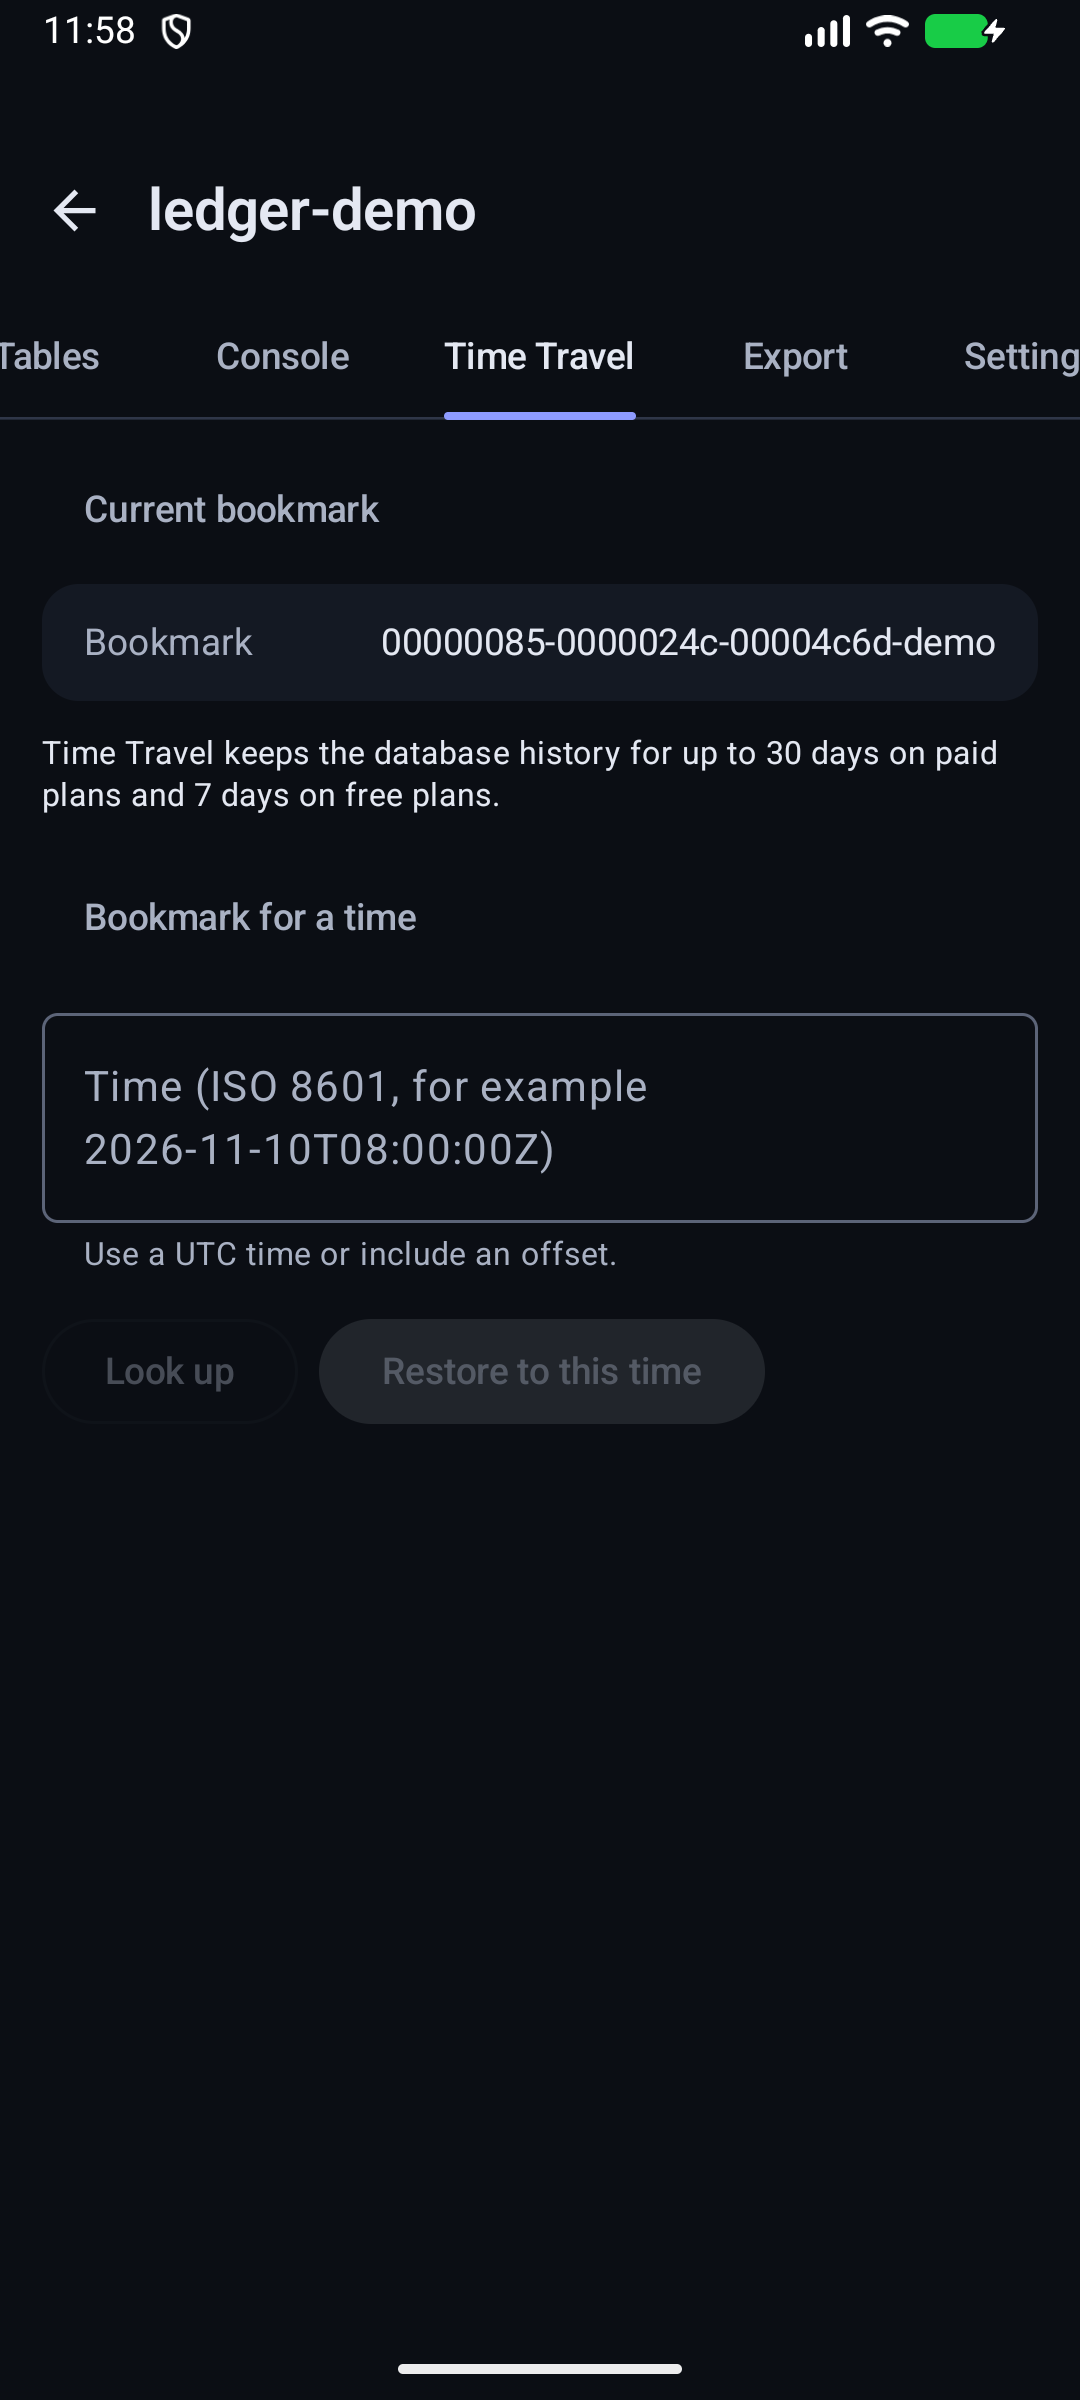 11:58
ledger-demo
Tables Console Time Travel Export Setting
Current bookmark
Bookmark 00000085-0000024c-00004c6d-demo
Time Travel keeps the database history for up to 30 days on paid
plans and 7 days on free plans.
Bookmark for a time
Time (ISO 8601, for example
2026-11-10T08:00:00Z)
Use a UTC time or include an offset.
Look up Restore to this time